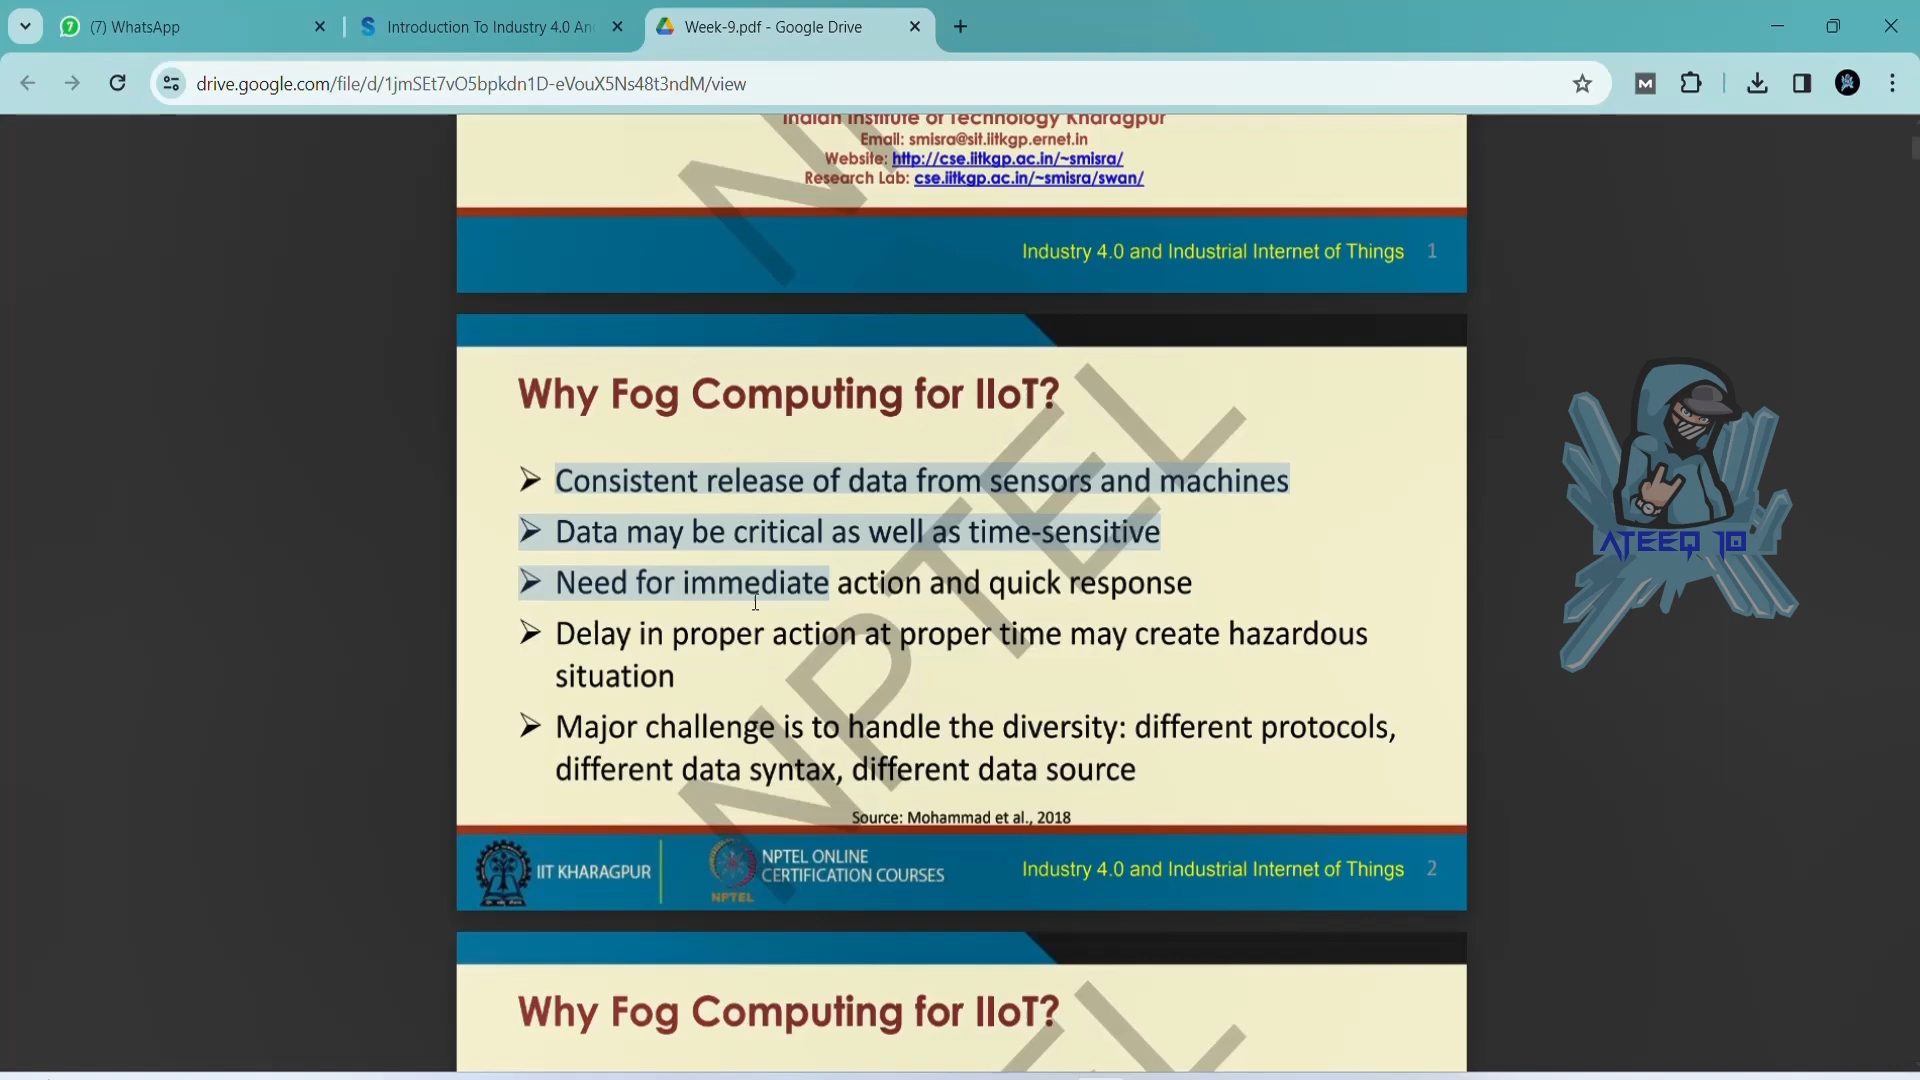 7
(7) WhatsApp
S
Introduction To Industry 4.0 An
Week-9.pdf - Google Drive
drive.google.com/file/d/1jmSEt7vO5bpkdn1D-eVouX5Ns48t3ndM/view
M
Indian Institute of Technology Kharagpur
Email: smisra@sit.iitkgp.ernet.in
Website: http://cse.iitkgp.ac.in/~smisra/
Research Lab: cse.iitkgp.ac.in/~smisra/swan/
Industry 4.0 and Industrial Internet of Things 1
Why Fog Computing for IIoT?
➢ Consistent release of data from sensors and machines
➢ Data may be critical as well as time-sensitive
➢ Need for immediate action and quick response
➢ Delay in proper action at proper time may create hazardous
situation
➢ Major challenge is to handle the diversity: different protocols,
different data syntax, different data source
Source: Mohammad et al., 2018
NPTEL
IIT KHARAGPUR
NPTEL
NPTEL ONLINE
CERTIFICATION COURSES
Industry 4.0 and Industrial Internet of Things 2
ATEEQ 10
Why Fog Computing for IIoT?